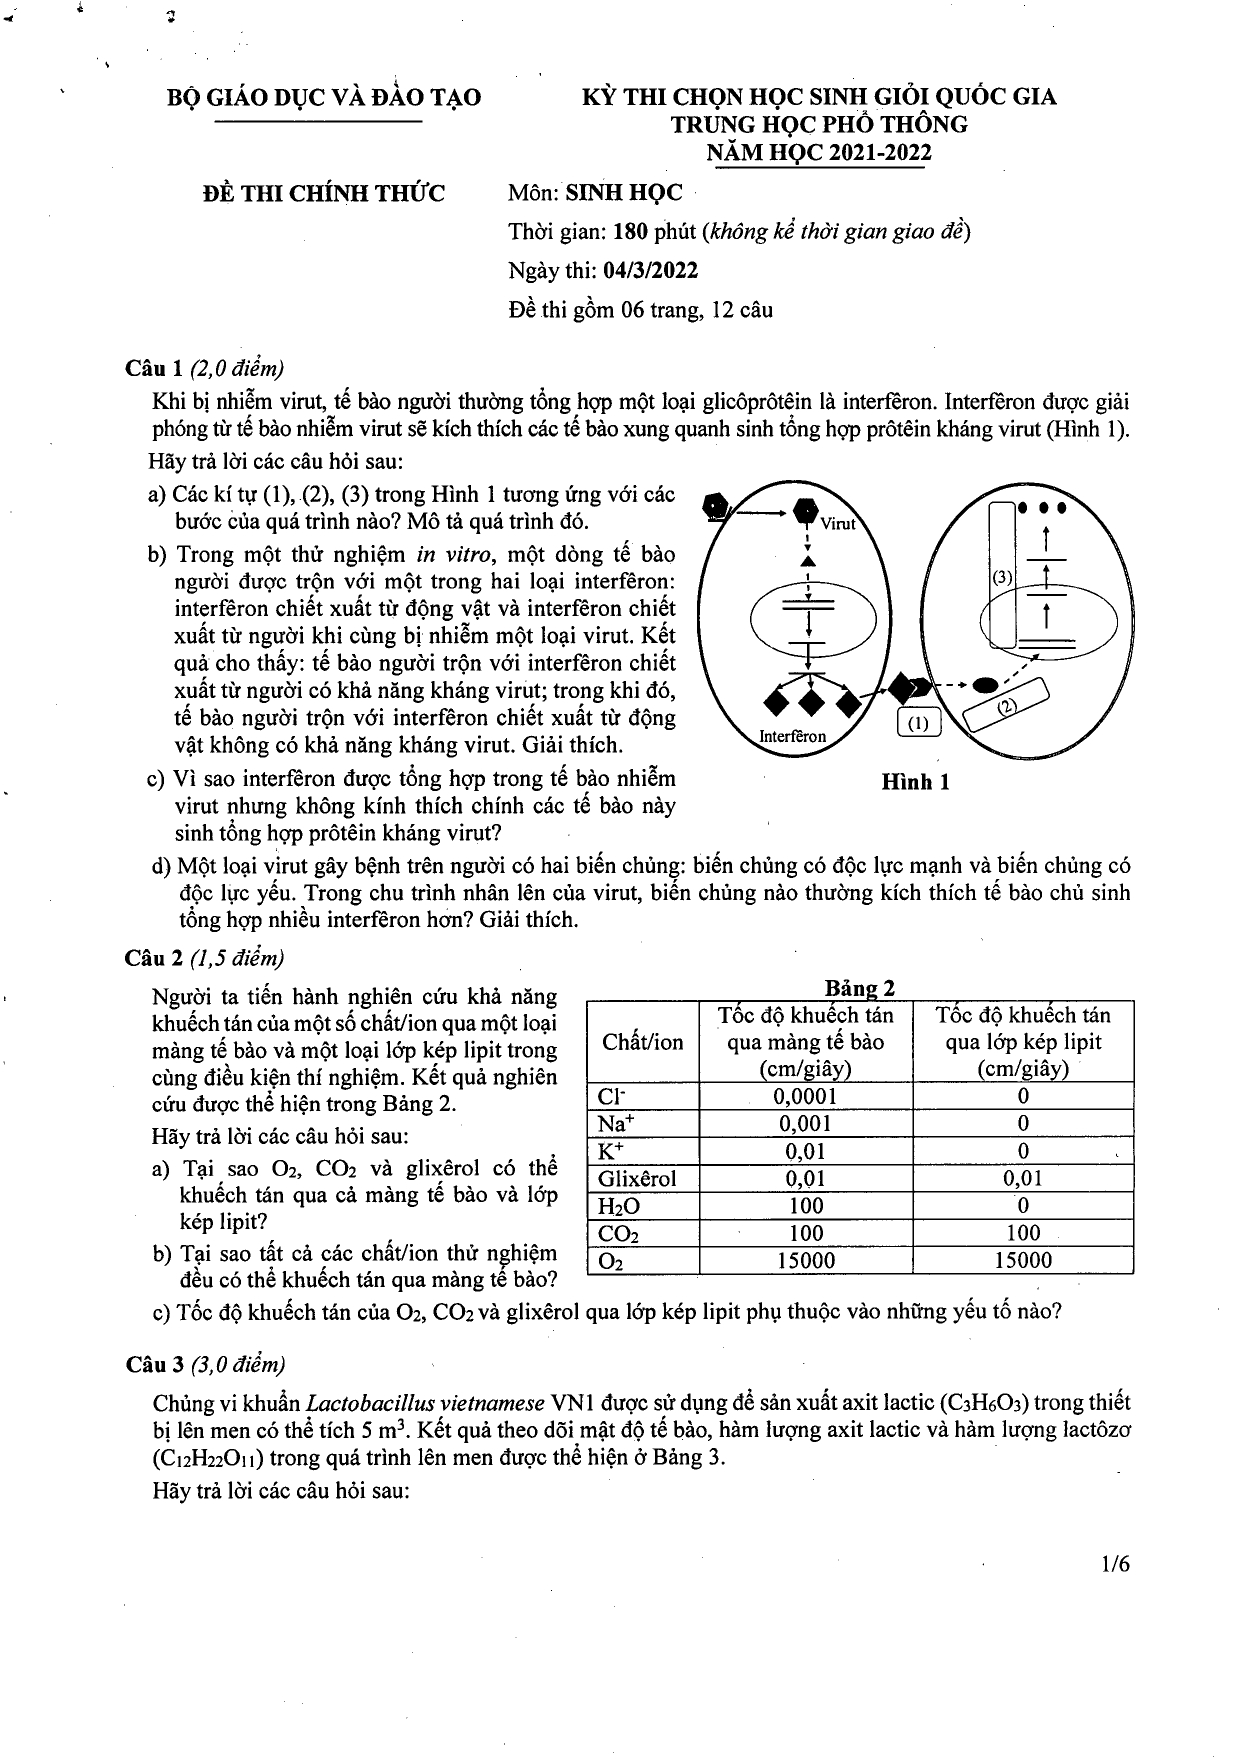 BỘ GIÁO DỤC VÀ ĐÀO TẠO
KỲ THI CHỌN HỌC SINH GIỎI QUỐC GIA
TRUNG HỌC PHỔ THÔNG
NĂM HỌC 2021-2022
ĐỀ THI CHÍNH THỨC
Môn: SINH HỌC
Thời gian: 180 phút (không kể thời gian giao đề)
Ngày thi: 04/3/2022
Đề thi gồm 06 trang, 12 câu
Câu 1 (2,0 điểm)
Khi bị nhiễm virut, tế bào người thường tổng hợp một loại glicôprôtêin là interfêron. Interfêron được giải
phóng từ tế bào nhiễm virut sẽ kích thích các tế bào xung quanh sinh tổng hợp prôtêin kháng virut (Hình 1).
Hãy trả lời các câu hỏi sau:
a) Các kí tự (1), (2), (3) trong Hình 1 tương ứng với các
bước của quá trình nào? Mô tả quá trình đó.
b) Trong một thử nghiệm in vitro, một dòng tế bào
người được trộn với một trong hai loại interfêron:
interfêron chiết xuất từ động vật và interfêron chiết
xuất từ người khi cùng bị nhiễm một loại virut. Kết
quả cho thấy: tế bào người trộn với interfêron chiết
xuất từ người có khả năng kháng virut; trong khi đó,
tế bào người trộn với interfêron chiết xuất từ động
vật không có khả năng kháng virut. Giải thích.
c) Vì sao interfêron được tổng hợp trong tế bào nhiễm
virut nhưng không kính thích chính các tế bào này
sinh tổng hợp prôtêin kháng virut?
Virut
(3)
(2)
(1)
Interfêron
Hình 1
d) Một loại virut gây bệnh trên người có hai biến chủng: biến chủng có độc lực mạnh và biến chủng có
độc lực yếu. Trong chu trình nhân lên của virut, biến chủng nào thường kích thích tế bào chủ sinh
tổng hợp nhiều interfêron hơn? Giải thích.
Câu 2 (1,5 điểm)
Người ta tiến hành nghiên cứu khả năng
khuếch tán của một số chất/ion qua một loại
màng tế bào và một loại lớp kép lipit trong
cùng điều kiện thí nghiệm. Kết quả nghiên
cứu được thể hiện trong Bảng 2.
Hãy trả lời các câu hỏi sau:
a) Tại sao O2, CO2 và glixêrol có thể
khuếch tán qua cả màng tế bào và lớp
kép lipit?
b) Tại sao tất cả các chất/ion thử nghiệm
đều có thể khuếch tán qua màng tế bào?
Bảng 2
Chất/ion Tốc độ khuếch tán qua màng tế bào (cm/giây) Tốc độ khuếch tán qua lớp kép lipit (cm/giây)
Cl- 0,0001 0
Na+ 0,001 0
K+ 0,01 0
Glixêrol 0,01 0,01
H2O 100 0
CO2 100 100
O2 15000 15000
c) Tốc độ khuếch tán của O2, CO2 và glixêrol qua lớp kép lipit phụ thuộc vào những yếu tố nào?
Câu 3 (3,0 điểm)
Chủng vi khuẩn Lactobacillus vietnamese VN1 được sử dụng để sản xuất axit lactic (C3H6O3) trong thiết
bị lên men có thể tích 5 m3. Kết quả theo dõi mật độ tế bào, hàm lượng axit lactic và hàm lượng lactôzơ
(C12H22O11) trong quá trình lên men được thể hiện ở Bảng 3.
Hãy trả lời các câu hỏi sau:
1/6